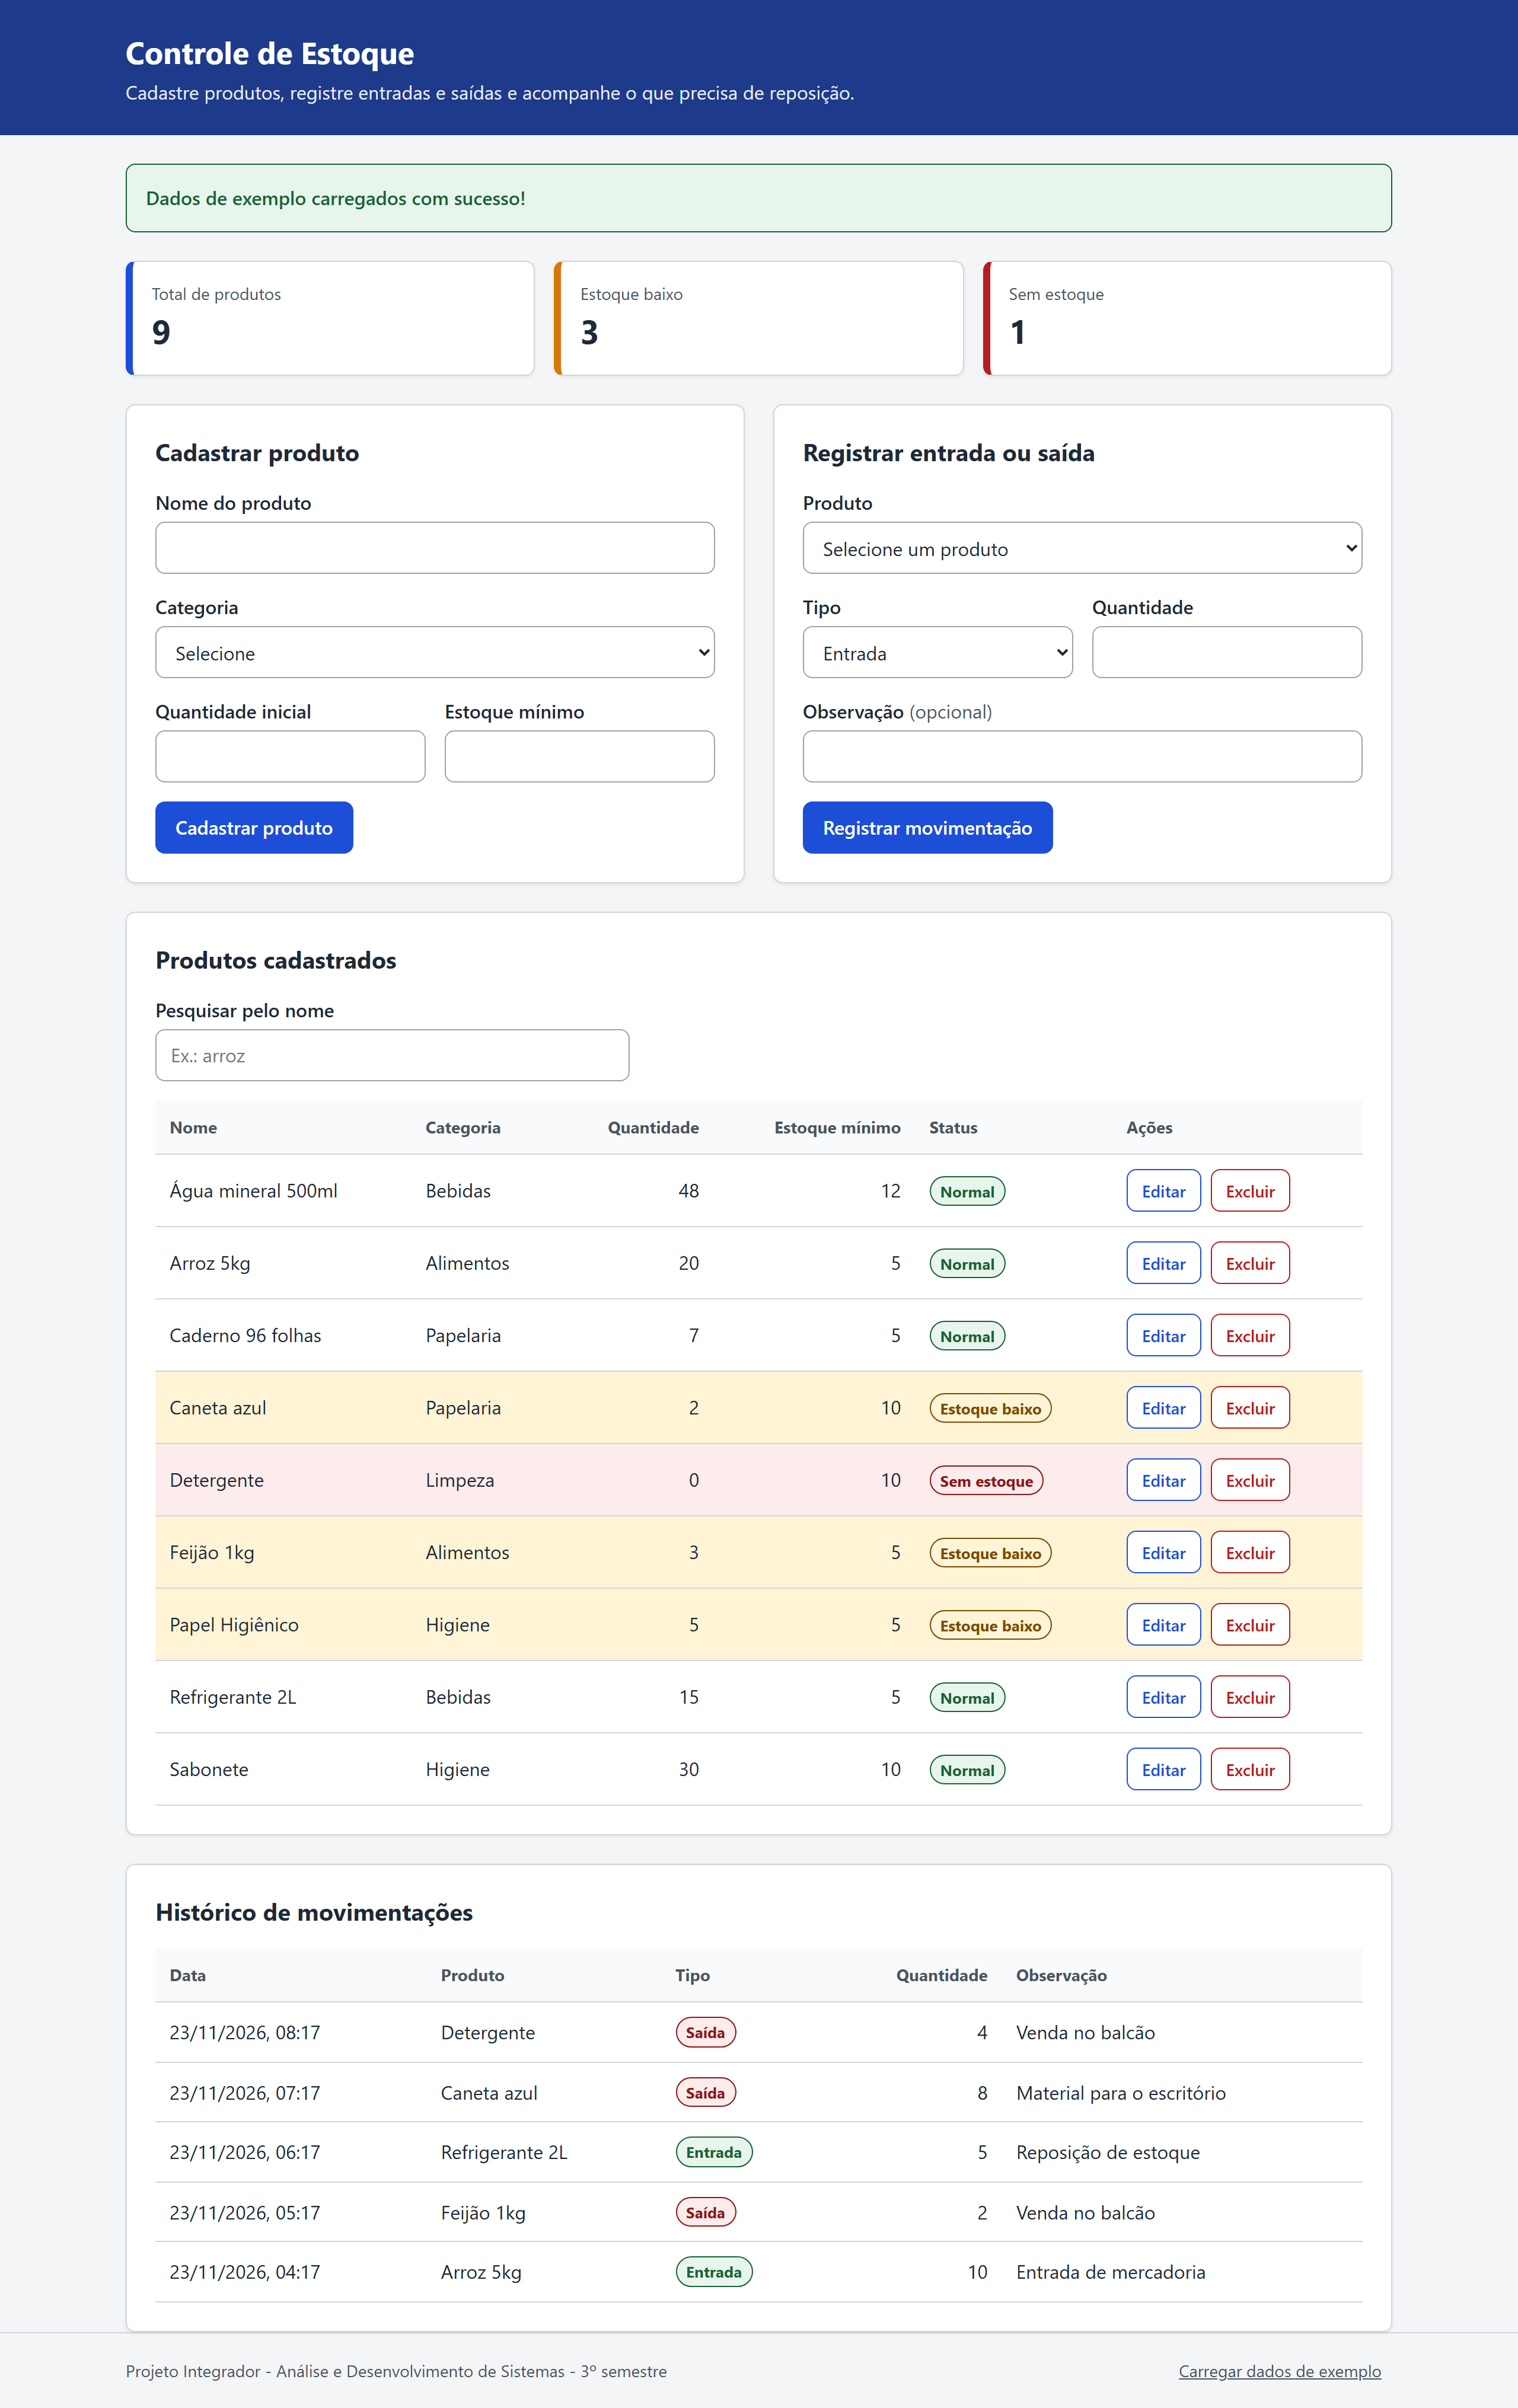 Controle de Estoque
Cadastre produtos, registre entradas e saídas e acompanhe o que precisa de reposição.
Dados de exemplo carregados com sucesso!
Total de produtos
9
Estoque baixo
3
Sem estoque
1
Cadastrar produto
Nome do produto
Categoria
Selecione
Quantidade inicial Estoque mínimo
Cadastrar produto
Registrar entrada ou saída
Produto
Selecione um produto
Tipo Quantidade
Entrada
Observação (opcional)
Registrar movimentação
Produtos cadastrados
Pesquisar pelo nome
Ex.: arroz
Nome Categoria Quantidade Estoque mínimo Status Ações
Água mineral 500ml Bebidas 48 12 Normal Editar Excluir
Arroz 5kg Alimentos 20 5 Normal Editar Excluir
Caderno 96 folhas Papelaria 7 5 Normal Editar Excluir
Caneta azul Papelaria 2 10 Estoque baixo Editar Excluir
Detergente Limpeza 0 10 Sem estoque Editar Excluir
Feijão 1kg Alimentos 3 5 Estoque baixo Editar Excluir
Papel Higiênico Higiene 5 5 Estoque baixo Editar Excluir
Refrigerante 2L Bebidas 15 5 Normal Editar Excluir
Sabonete Higiene 30 10 Normal Editar Excluir
Histórico de movimentações
Data Produto Tipo Quantidade Observação
23/11/2026, 08:17 Detergente Saída 4 Venda no balcão
23/11/2026, 07:17 Caneta azul Saída 8 Material para o escritório
23/11/2026, 06:17 Refrigerante 2L Entrada 5 Reposição de estoque
23/11/2026, 05:17 Feijão 1kg Saída 2 Venda no balcão
23/11/2026, 04:17 Arroz 5kg Entrada 10 Entrada de mercadoria
Projeto Integrador - Análise e Desenvolvimento de Sistemas - 3º semestre Carregar dados de exemplo